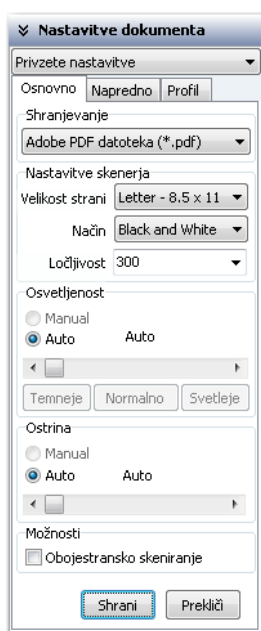 Nastavitve dokumenta
Privzete nastavitve
Osnovno Napredno Profil
Shranjevanje
Adobe PDF datoteka (*.pdf)
Nastavitve skenerja
Velikost strani Letter - 8.5 x 11
Način Black and White
Ločljivost 300
Osvetljenost
Manual
Auto Auto
Temneje Normalno Svetleje
Ostrina
Manual
Auto Auto
Možnosti
Obojestransko skeniranje
Shrani Prekliči